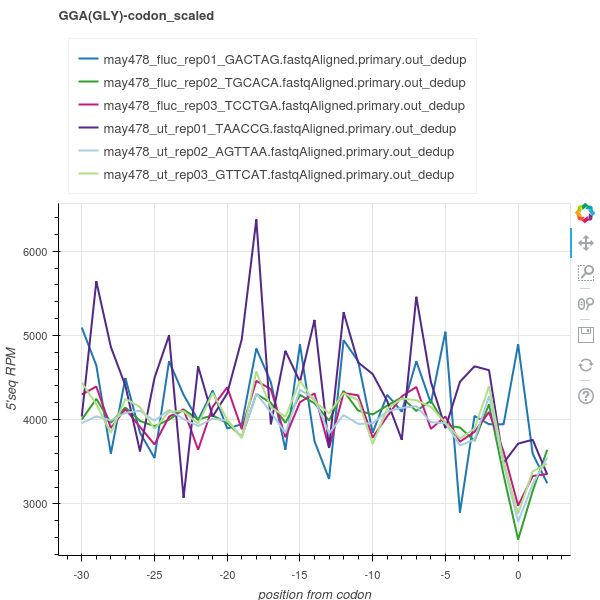 GGA(GLY)-codon_scaled
may478_fluc_rep01_GACTAG.fastqAligned.primary.out_dedup
may478_fluc_rep02_TGCACA.fastqAligned.primary.out_dedup
may478_fluc_rep03_TCCTGA.fastqAligned.primary.out_dedup
may478_ut_rep01_TAACCG.fastqAligned.primary.out_dedup
may478_ut_rep02_AGTTAA.fastqAligned.primary.out_dedup
may478_ut_rep03_GTTCAT.fastqAligned.primary.out_dedup
6000
5000
4000
3000
5'seq RPM
-30 -25 -20 -15 -10 -5 0
position from codon